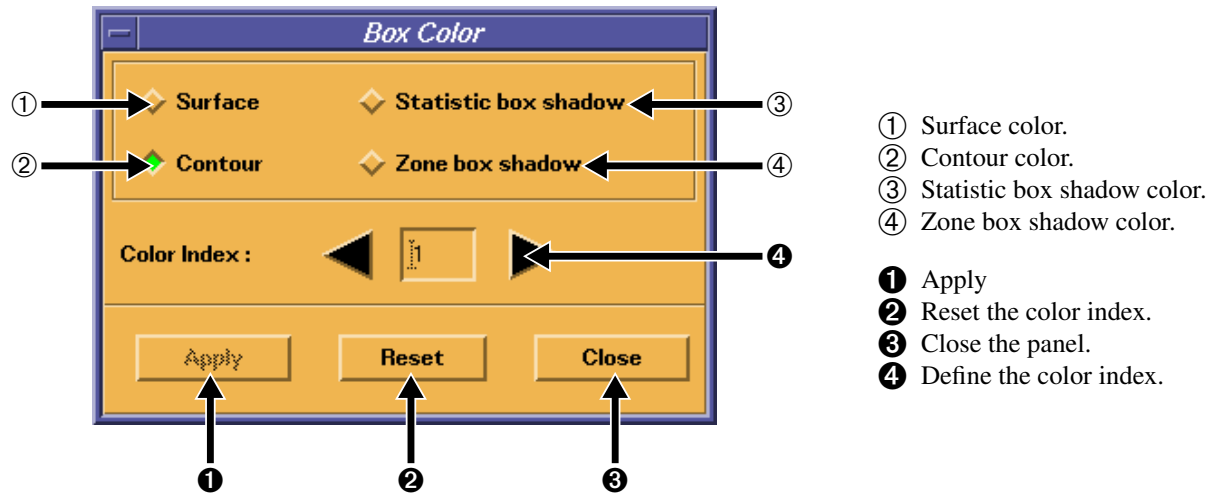 Box Color
① Surface Statistic box shadow ③
② Contour Zone box shadow ④
Color Index : 1 ❹
Apply Reset Close
❶ ❷ ❸
① Surface color.
② Contour color.
③ Statistic box shadow color.
④ Zone box shadow color.
❶ Apply
❷ Reset the color index.
❸ Close the panel.
❹ Define the color index.